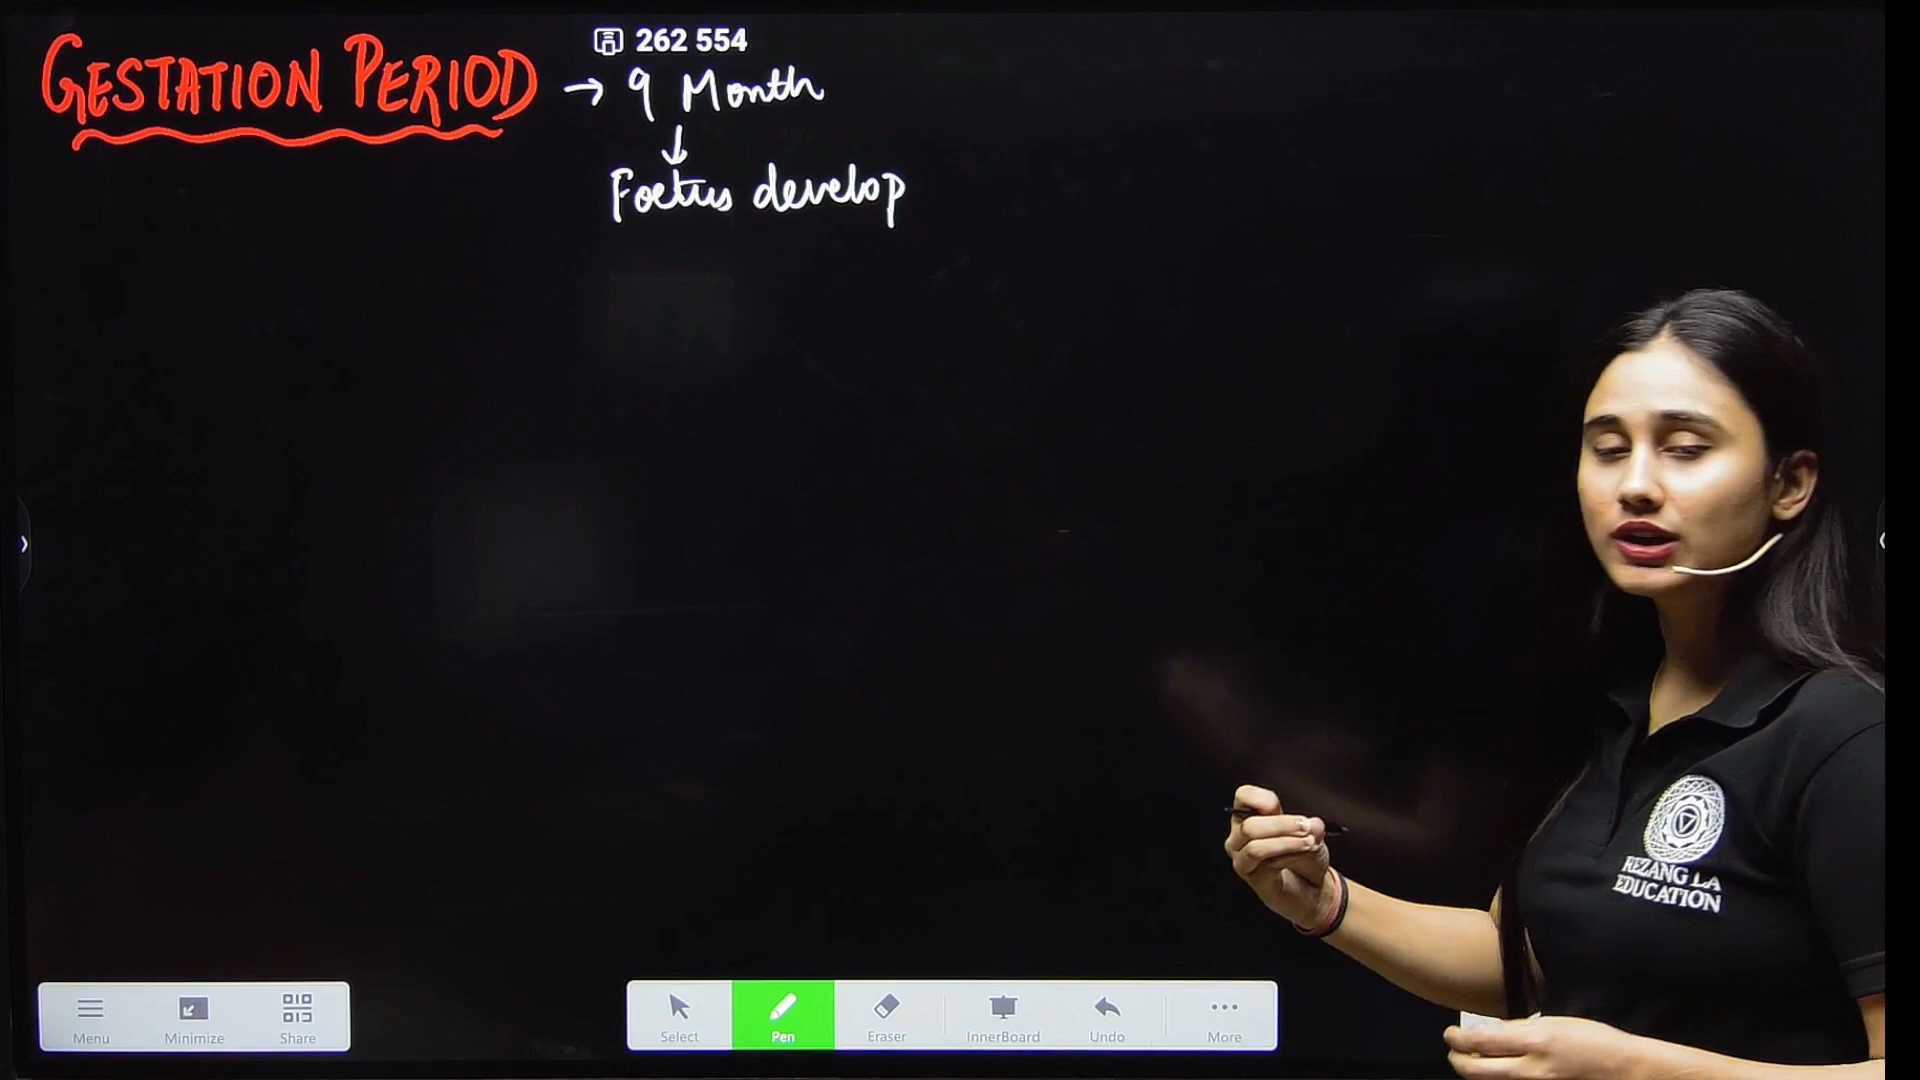 GESTATION PERIOD → 9 Month
262 554
↓
Foetus develop
REZANG LA
EDUCATION
Menu
Minimize
Share
Select
Pen
Eraser
InnerBoard
Undo
More